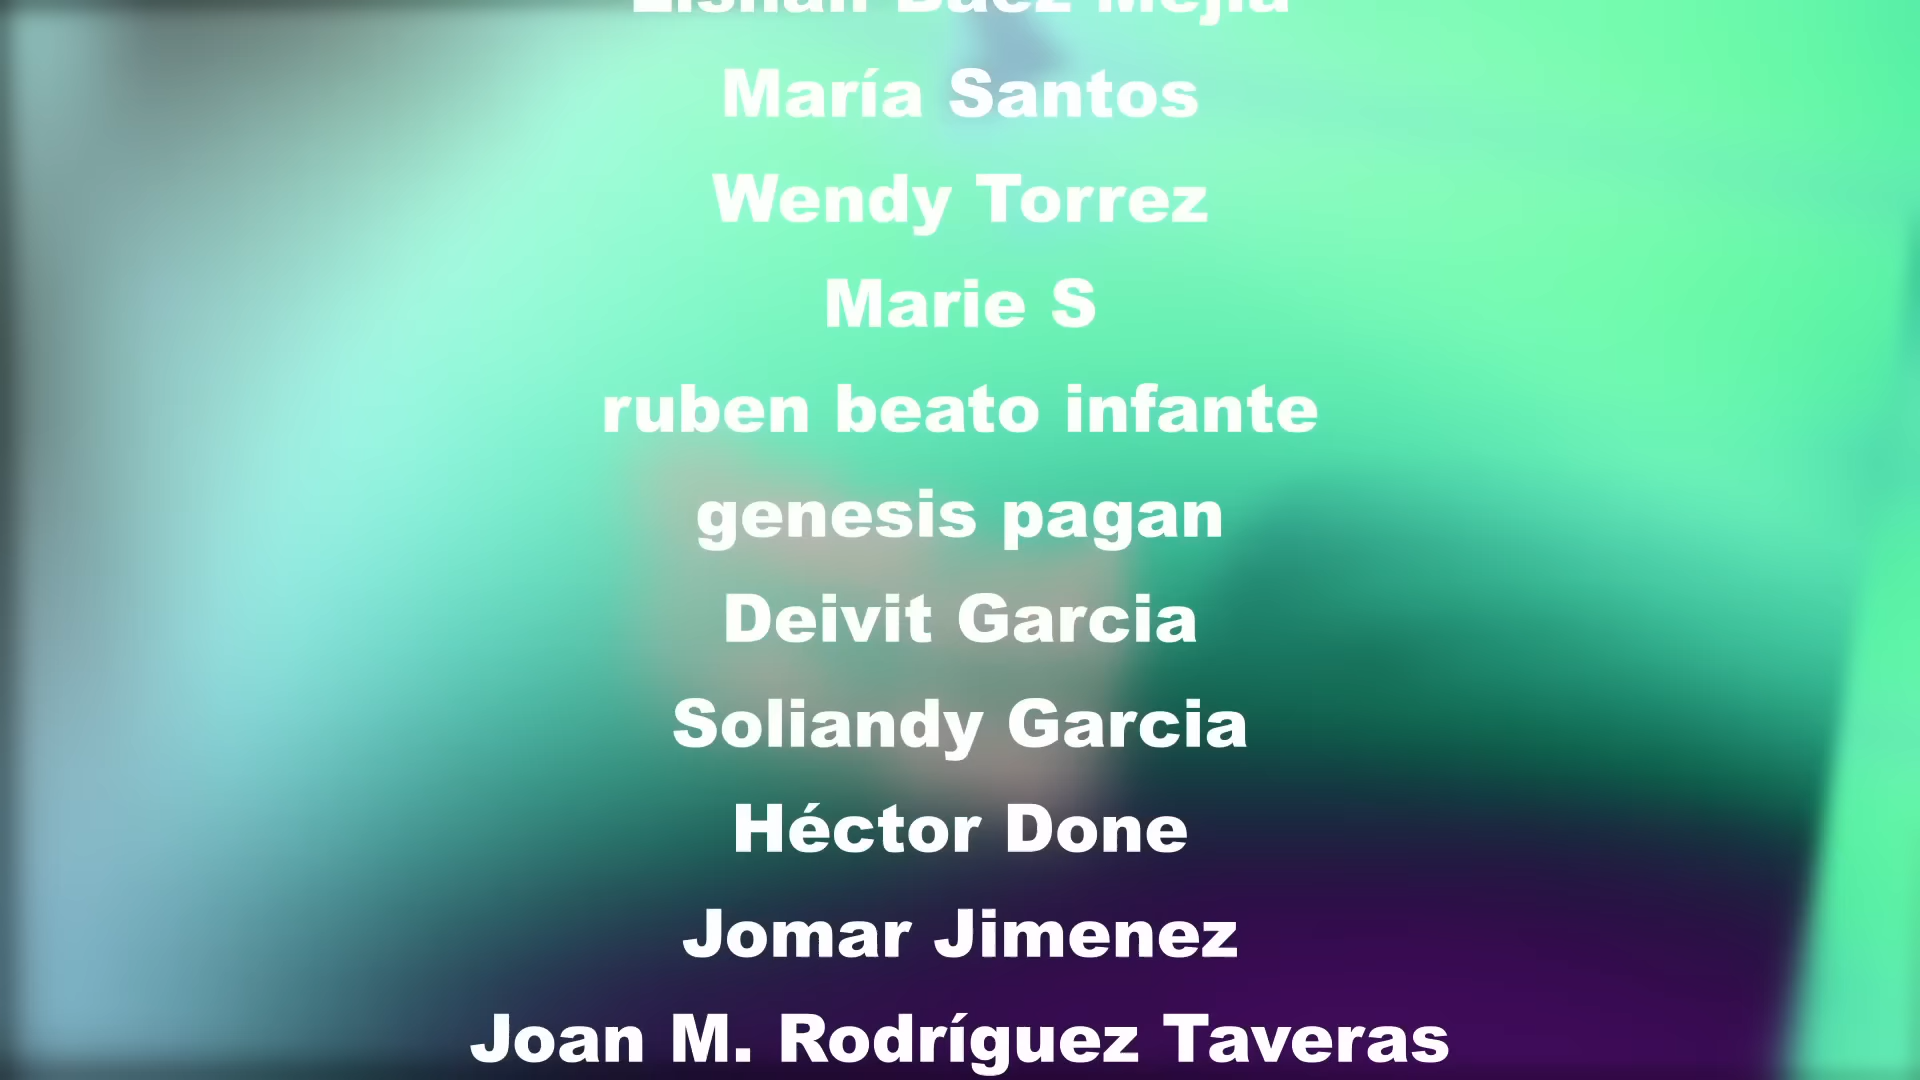 Mejia
María Santos
Wendy Torrez
Marie S
ruben beato infante
genesis pagan
Deivit Garcia
Soliandy Garcia
Héctor Done
Jomar Jimenez
Joan M. Rodríguez Taveras